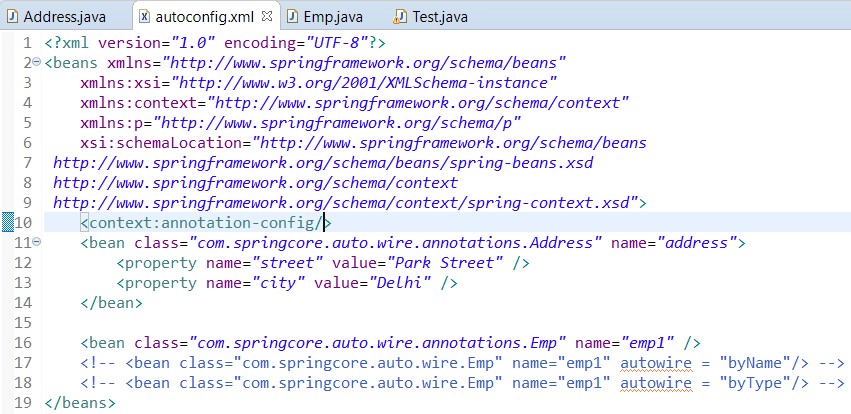 Address.java autoconfig.xml Emp.java Test.java
1 <?xml version="1.0" encoding="UTF-8"?>
2 <beans xmlns="http://www.springframework.org/schema/beans"
3 xmlns:xsi="http://www.w3.org/2001/XMLSchema-instance"
4 xmlns:context="http://www.springframework.org/schema/context"
5 xmlns:p="http://www.springframework.org/schema/p"
6 xsi:schemaLocation="http://www.springframework.org/schema/beans
7 http://www.springframework.org/schema/beans/spring-beans.xsd
8 http://www.springframework.org/schema/context
9 http://www.springframework.org/schema/context/spring-context.xsd">
10 <context:annotation-config/>
11 <bean class="com.springcore.auto.wire.annotations.Address" name="address">
12 <property name="street" value="Park Street" />
13 <property name="city" value="Delhi" />
14 </bean>
15
16 <bean class="com.springcore.auto.wire.annotations.Emp" name="emp1" />
17 <!-- <bean class="com.springcore.auto.wire.Emp" name="emp1" autowire = "byName"/> -->
18 <!-- <bean class="com.springcore.auto.wire.Emp" name="emp1" autowire = "byType"/> -->
19 </beans>